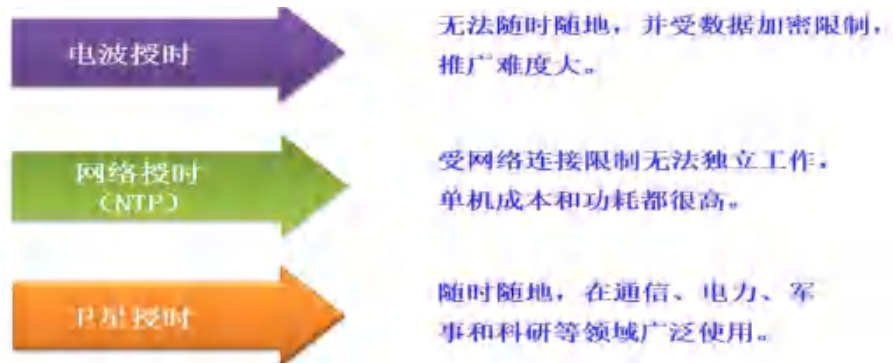 电波授时
无法随时随地，并受数据加密限制，
推广难度大。
网络授时
（NTP）
受网络连接限制无法独立工作，
单机成本和功耗都很高。
卫星授时
随时随地，在通信、电力、军
事和科研等领域广泛使用。